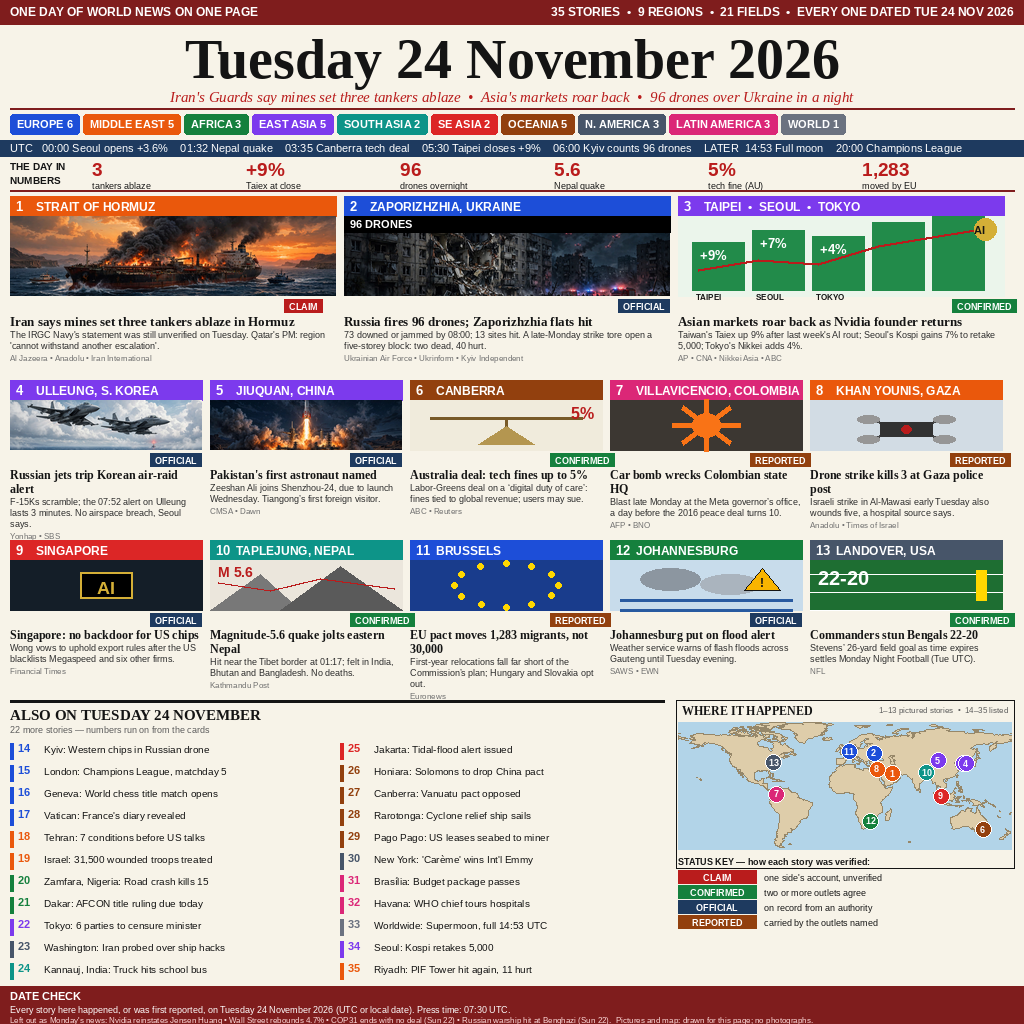 ONE DAY OF WORLD NEWS ON ONE PAGE
35 STORIES • 9 REGIONS • 21 FIELDS • EVERY ONE DATED TUE 24 NOV 2026
Tuesday 24 November 2026
Iran's Guards say mines set three tankers ablaze • Asia's markets roar back • 96 drones over Ukraine in a night
EUROPE 6
MIDDLE EAST 5
AFRICA 3
EAST ASIA 5
SOUTH ASIA 2
SE ASIA 2
OCEANIA 5
N. AMERICA 3
LATIN AMERICA 3
WORLD 1
UTC 00:00 Seoul opens +3.6% 01:32 Nepal quake 03:35 Canberra tech deal 05:30 Taipei closes +9% 06:00 Kyiv counts 96 drones LATER 14:53 Full moon 20:00 Champions League
THE DAY IN
NUMBERS
3
tankers ablaze
+9%
Taiex at close
96
drones overnight
5.6
Nepal quake
5%
tech fine (AU)
1,283
moved by EU
1 STRAIT OF HORMUZ
CLAIM
Iran says mines set three tankers ablaze in Hormuz
The IRGC Navy's statement was still unverified on Tuesday. Qatar's PM: region
'cannot withstand another escalation'.
Al Jazeera • Anadolu • Iran International
2 ZAPORIZHZHIA, UKRAINE
96 DRONES
OFFICIAL
Russia fires 96 drones; Zaporizhzhia flats hit
73 downed or jammed by 08:00; 13 sites hit. A late-Monday strike tore open a
five-storey block: two dead, 40 hurt.
Ukrainian Air Force • Ukrinform • Kyiv Independent
3 TAIPEI • SEOUL • TOKYO
+9%
+7%
+4%
AI
TAIPEI
SEOUL
TOKYO
CONFIRMED
Asian markets roar back as Nvidia founder returns
Taiwan's Taiex up 9% after last week's AI rout; Seoul's Kospi gains 7% to retake
5,000; Tokyo's Nikkei adds 4%.
AP • CNA • Nikkei Asia • ABC
4 ULLEUNG, S. KOREA
OFFICIAL
Russian jets trip Korean air-raid
alert
F-15Ks scramble; the 07:52 alert on Ulleung
lasts 3 minutes. No airspace breach, Seoul
says.
Yonhap • SBS
5 JIUQUAN, CHINA
OFFICIAL
Pakistan's first astronaut named
Zeeshan Ali joins Shenzhou-24, due to launch
Wednesday. Tiangong's first foreign visitor.
CMSA • Dawn
6 CANBERRA
5%
CONFIRMED
Australia deal: tech fines up to 5%
Labor-Greens deal on a 'digital duty of care':
fines tied to global revenue; users may sue.
ABC • Reuters
7 VILLAVICENCIO, COLOMBIA
REPORTED
Car bomb wrecks Colombian state
HQ
Blast late Monday at the Meta governor's office,
a day before the 2016 peace deal turns 10.
AFP • BNO
8 KHAN YOUNIS, GAZA
REPORTED
Drone strike kills 3 at Gaza police
post
Israeli strike in Al-Mawasi early Tuesday also
wounds five, a hospital source says.
Anadolu • Times of Israel
9 SINGAPORE
AI
OFFICIAL
Singapore: no backdoor for US chips
Wong vows to uphold export rules after the US
blacklists Megaspeed and six other firms.
Financial Times
10 TAPLEJUNG, NEPAL
M 5.6
CONFIRMED
Magnitude-5.6 quake jolts eastern
Nepal
Hit near the Tibet border at 01:17; felt in India,
Bhutan and Bangladesh. No deaths.
Kathmandu Post
11 BRUSSELS
REPORTED
EU pact moves 1,283 migrants, not
30,000
First-year relocations fall far short of the
Commission's plan; Hungary and Slovakia opt
out.
Euronews
12 JOHANNESBURG
!
OFFICIAL
Johannesburg put on flood alert
Weather service warns of flash floods across
Gauteng until Tuesday evening.
SAWS • EWN
13 LANDOVER, USA
22-20
CONFIRMED
Commanders stun Bengals 22-20
Stevens' 26-yard field goal as time expires
settles Monday Night Football (Tue UTC).
NFL
ALSO ON TUESDAY 24 NOVEMBER
22 more stories — numbers run on from the cards
14 Kyiv: Western chips in Russian drone
15 London: Champions League, matchday 5
16 Geneva: World chess title match opens
17 Vatican: France's diary revealed
18 Tehran: 7 conditions before US talks
19 Israel: 31,500 wounded troops treated
20 Zamfara, Nigeria: Road crash kills 15
21 Dakar: AFCON title ruling due today
22 Tokyo: 6 parties to censure minister
23 Washington: Iran probed over ship hacks
24 Kannauj, India: Truck hits school bus
25 Jakarta: Tidal-flood alert issued
26 Honiara: Solomons to drop China pact
27 Canberra: Vanuatu pact opposed
28 Rarotonga: Cyclone relief ship sails
29 Pago Pago: US leases seabed to miner
30 New York: 'Carème' wins Int'l Emmy
31 Brasília: Budget package passes
32 Havana: WHO chief tours hospitals
33 Worldwide: Supermoon, full 14:53 UTC
34 Seoul: Kospi retakes 5,000
35 Riyadh: PIF Tower hit again, 11 hurt
WHERE IT HAPPENED
1–13 pictured stories • 14–35 listed
11
2
13
8
1
5
4
10
7
9
12
6
STATUS KEY — how each story was verified:
CLAIM one side's account, unverified
CONFIRMED two or more outlets agree
OFFICIAL on record from an authority
REPORTED carried by the outlets named
DATE CHECK
Every story here happened, or was first reported, on Tuesday 24 November 2026 (UTC or local date). Press time: 07:30 UTC.
Left out as Monday's news: Nvidia reinstates Jensen Huang • Wall Street rebounds 4.7% • COP31 ends with no deal (Sun 22) • Russian warship hit at Benghazi (Sun 22). Pictures and map: drawn for this page; no photographs.